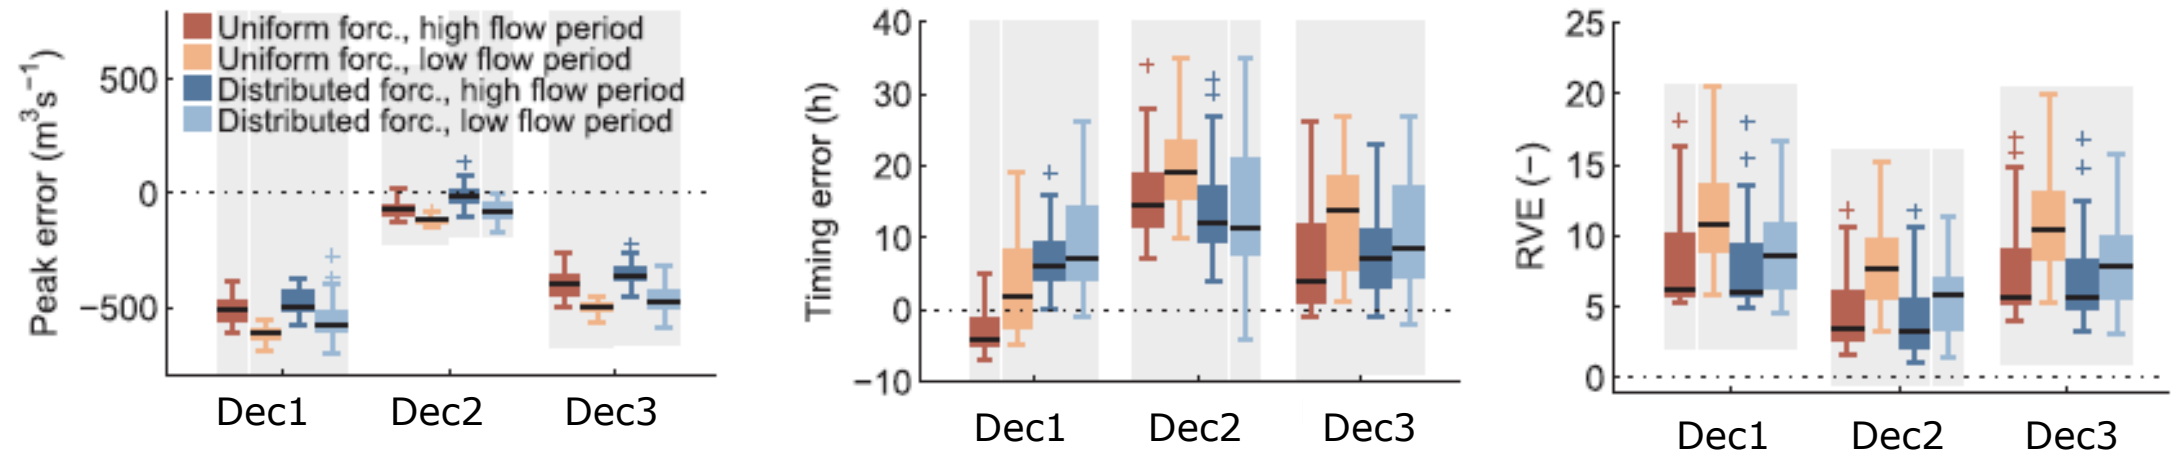 Peak error (m³s⁻¹)
500
0
−500
Uniform forc., high flow period
Uniform forc., low flow period
Distributed forc., high flow period
Distributed forc., low flow period
Dec1
Dec2
Dec3
Timing error (h)
40
30
20
10
0
−10
Dec1
Dec2
Dec3
RVE (−)
25
20
15
10
5
0
Dec1
Dec2
Dec3